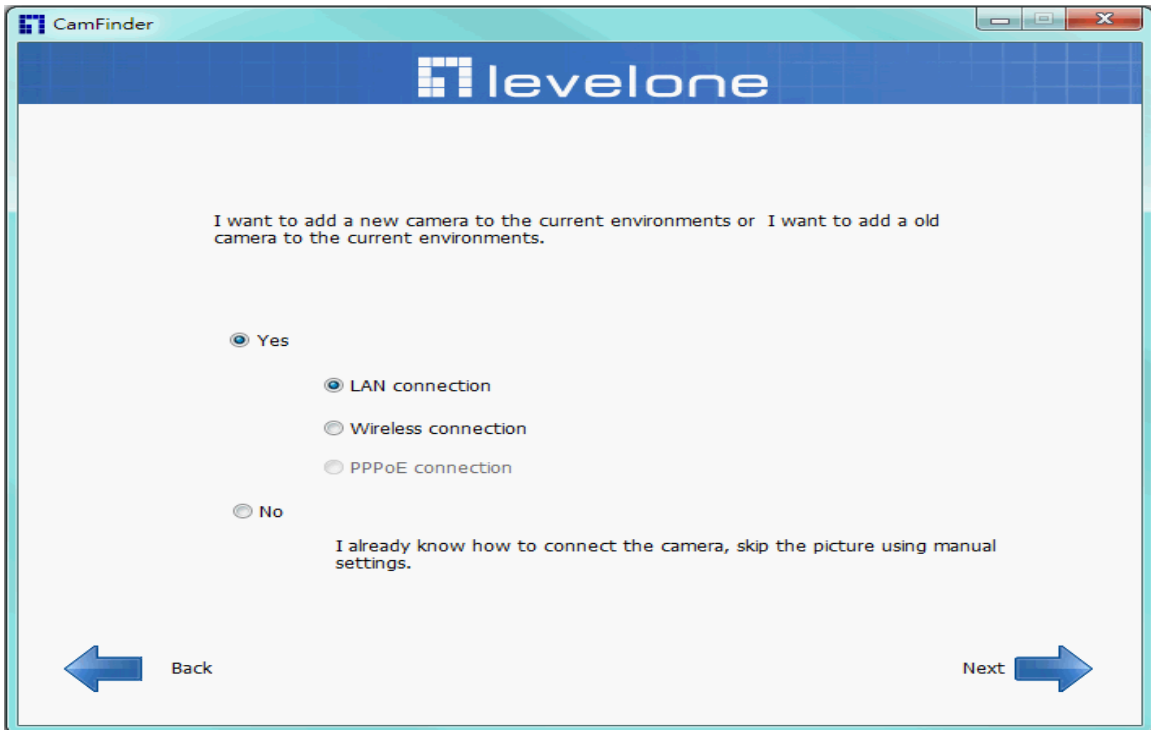 CamFinder
levelone
I want to add a new camera to the current environments or  I want to add a old
camera to the current environments.
Yes
LAN connection
Wireless connection
PPPoE connection
No
I already know how to connect the camera, skip the picture using manual
settings.
Back
Next